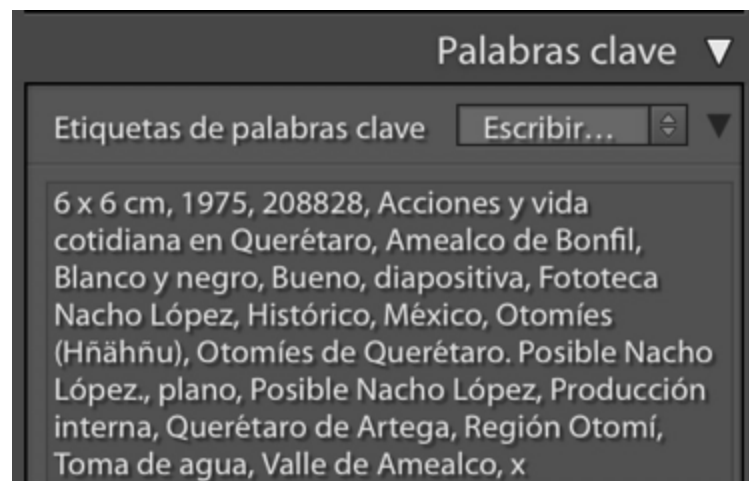 Palabras clave
Etiquetas de palabras clave Escribir...
6 x 6 cm, 1975, 208828, Acciones y vida
cotidiana en Querétaro, Amealco de Bonfil,
Blanco y negro, Bueno, diapositiva, Fototeca
Nacho López, Histórico, México, Otomíes
(Hñähñu), Otomíes de Querétaro. Posible Nacho
López., plano, Posible Nacho López, Producción
interna, Querétaro de Artega, Región Otomí,
Toma de agua, Valle de Amealco, x